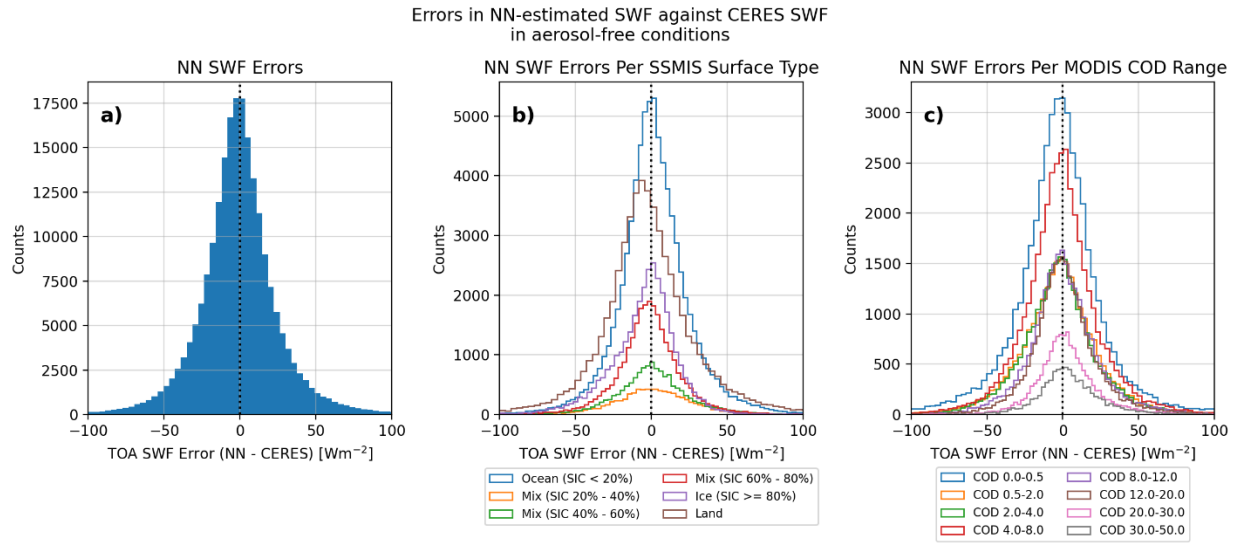 Errors in NN-estimated SWF against CERES SWF
in aerosol-free conditions
NN SWF Errors
a)
17500
15000
12500
10000
7500
5000
2500
0
Counts
−100
−50
0
50
100
TOA SWF Error (NN - CERES) [Wm⁻²]
NN SWF Errors Per SSMIS Surface Type
b)
5000
4000
3000
2000
1000
0
Counts
−100
−50
0
50
100
TOA SWF Error (NN - CERES) [Wm⁻²]
Ocean (SIC < 20%)
Mix (SIC 20% - 40%)
Mix (SIC 40% - 60%)
Mix (SIC 60% - 80%)
Ice (SIC >= 80%)
Land
NN SWF Errors Per MODIS COD Range
c)
3000
2500
2000
1500
1000
500
0
Counts
−100
−50
0
50
100
TOA SWF Error (NN - CERES) [Wm⁻²]
COD 0.0-0.5
COD 0.5-2.0
COD 2.0-4.0
COD 4.0-8.0
COD 8.0-12.0
COD 12.0-20.0
COD 20.0-30.0
COD 30.0-50.0